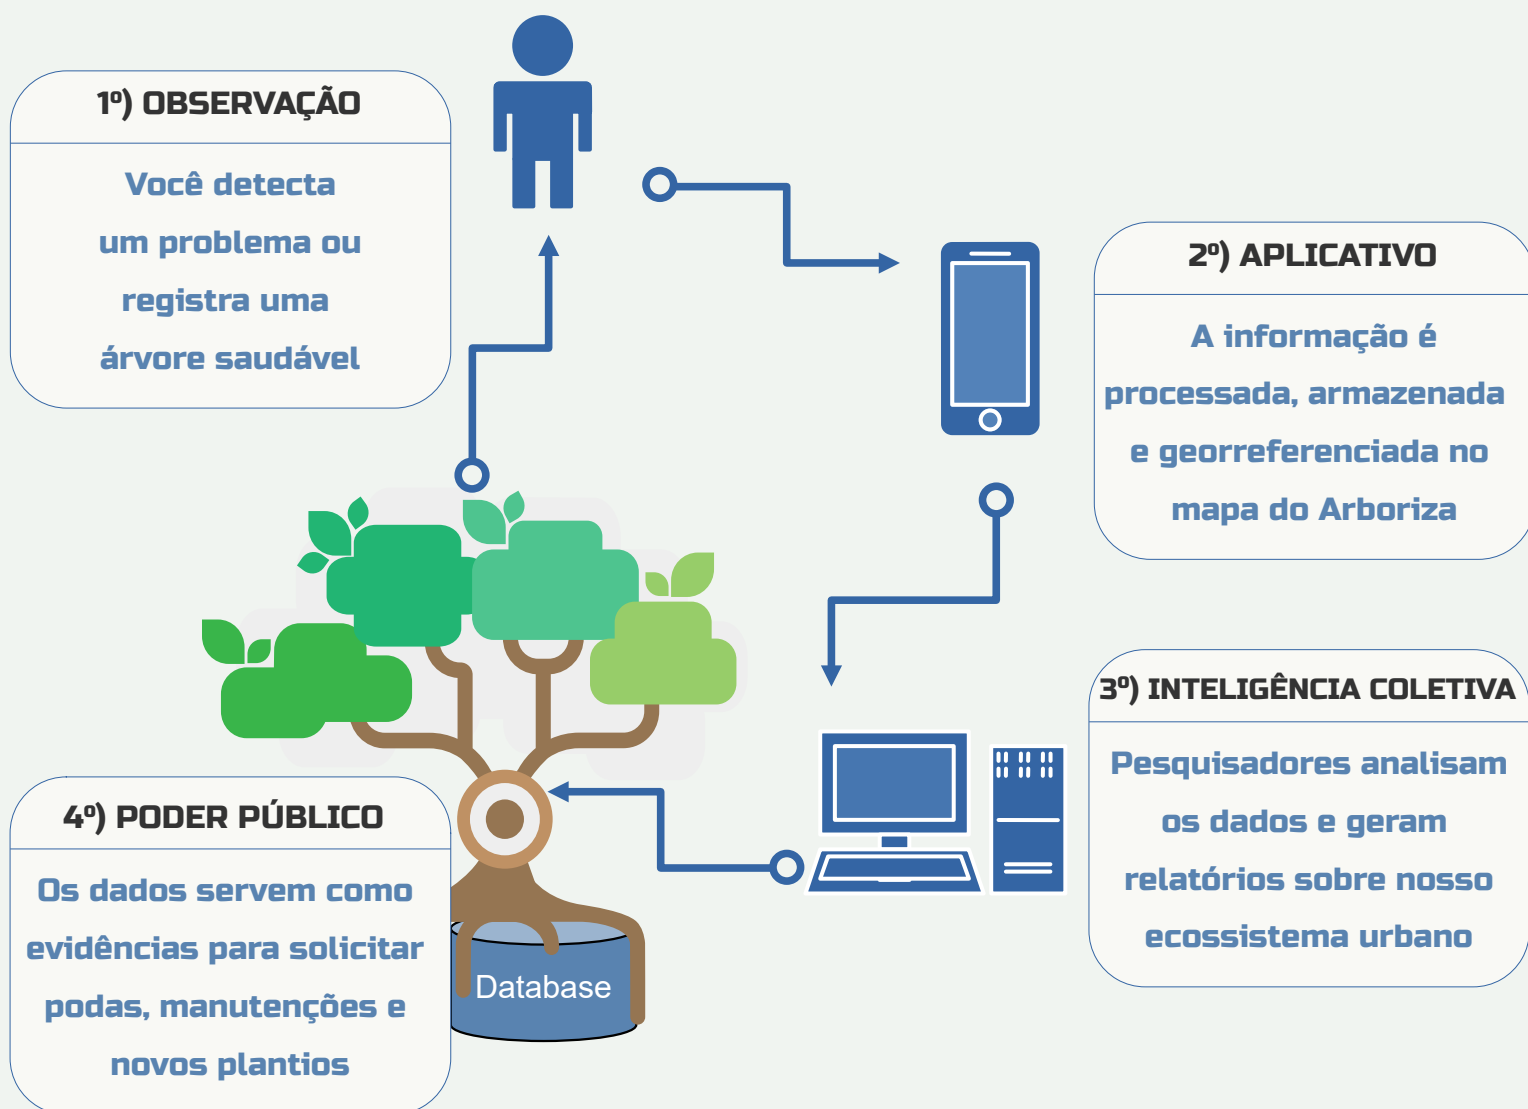 1º) OBSERVAÇÃO
Você detecta
um problema ou
registra uma
árvore saudável
2º) APLICATIVO
A informação é
processada, armazenada
e georreferenciada no
mapa do Arboriza
3º) INTELIGÊNCIA COLETIVA
Pesquisadores analisam
os dados e geram
relatórios sobre nosso
ecossistema urbano
4º) PODER PÚBLICO
Os dados servem como
evidências para solicitar
podas, manutenções e
novos plantios
Database